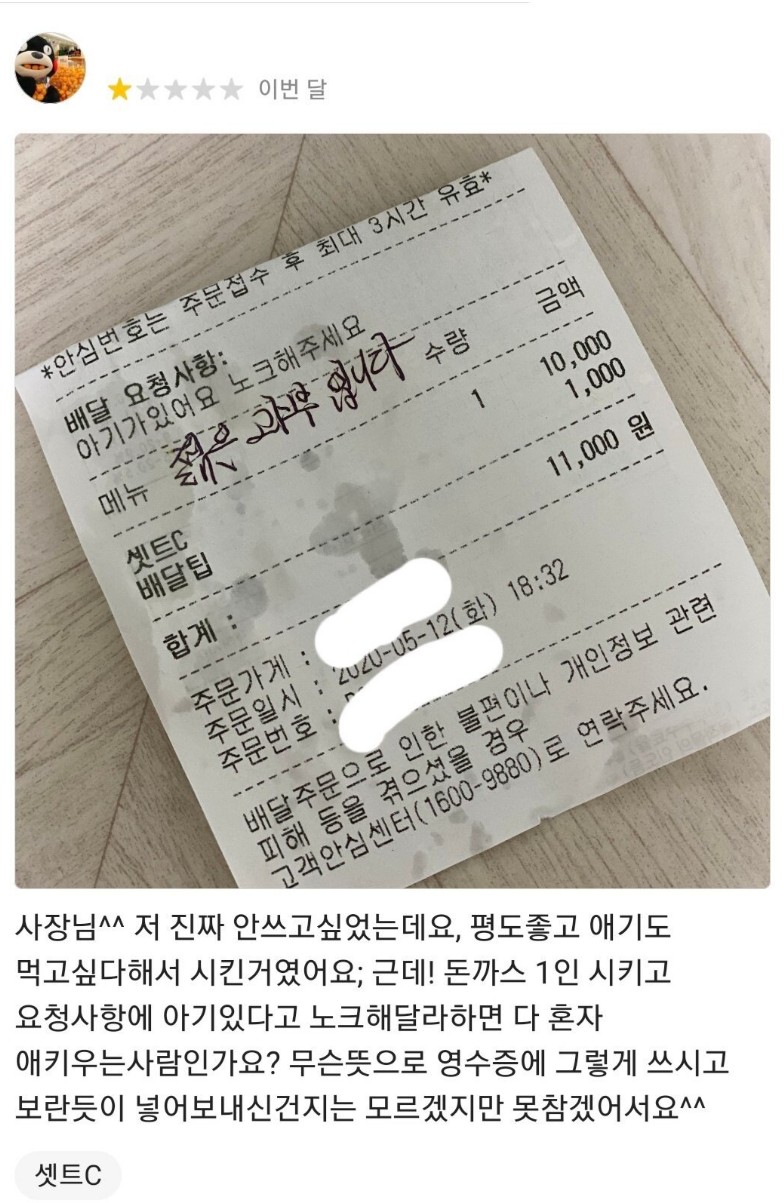 이번 달
*안심번호는 주문접수 후 최대 3시간 유효*
배달 요청사항:
아기가있어요 노크해주세요
젊은 과부 입니다
메뉴 수량 금액
셋트C 1 10,000
배달팁 1,000
합계 : 11,000 원
주문가게 :
주문일시 : 2020-05-12(화) 18:32
주문번호 :
배달주문으로 인한 불편이나 개인정보 관련
피해 등을 겪으셨을 경우
고객안심센터(1600-9880)로 연락주세요.
사장님^^ 저 진짜 안쓰고싶었는데요, 평도좋고 애기도
먹고싶다해서 시킨거였어요; 근데! 돈까스 1인 시키고
요청사항에 아기있다고 노크해달라하면 다 혼자
애키우는사람인가요? 무슨뜻으로 영수증에 그렇게 쓰시고
보란듯이 넣어보내신건지는 모르겠지만 못참겠어서요^^
셋트C